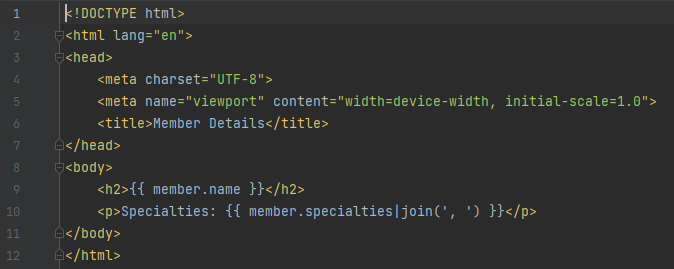 1 <!DOCTYPE html>
2 <html lang="en">
3 <head>
4     <meta charset="UTF-8">
5     <meta name="viewport" content="width=device-width, initial-scale=1.0">
6     <title>Member Details</title>
7 </head>
8 <body>
9     <h2>{{ member.name }}</h2>
10     <p>Specialties: {{ member.specialties|join(', ') }}</p>
11 </body>
12 </html>